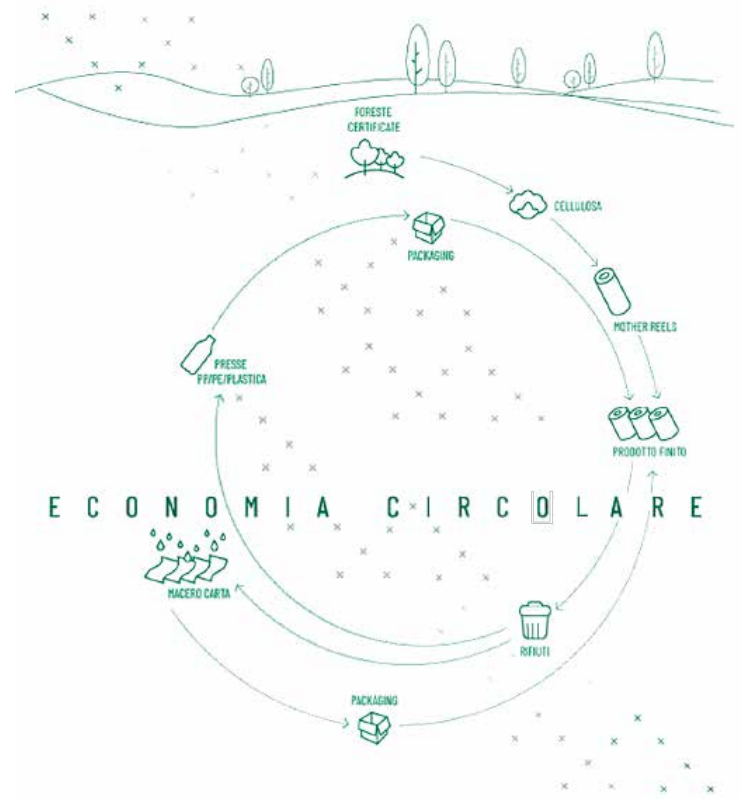 FORESTE
CERTIFICATE
CELLULOSA
PACKAGING
MOTHER REELS
PRESSE
PP/PE/PLASTICA
PRODOTTO FINITO
ECONOMIA CIRCOLARE
MACERO CARTA
RIFIUTI
PACKAGING